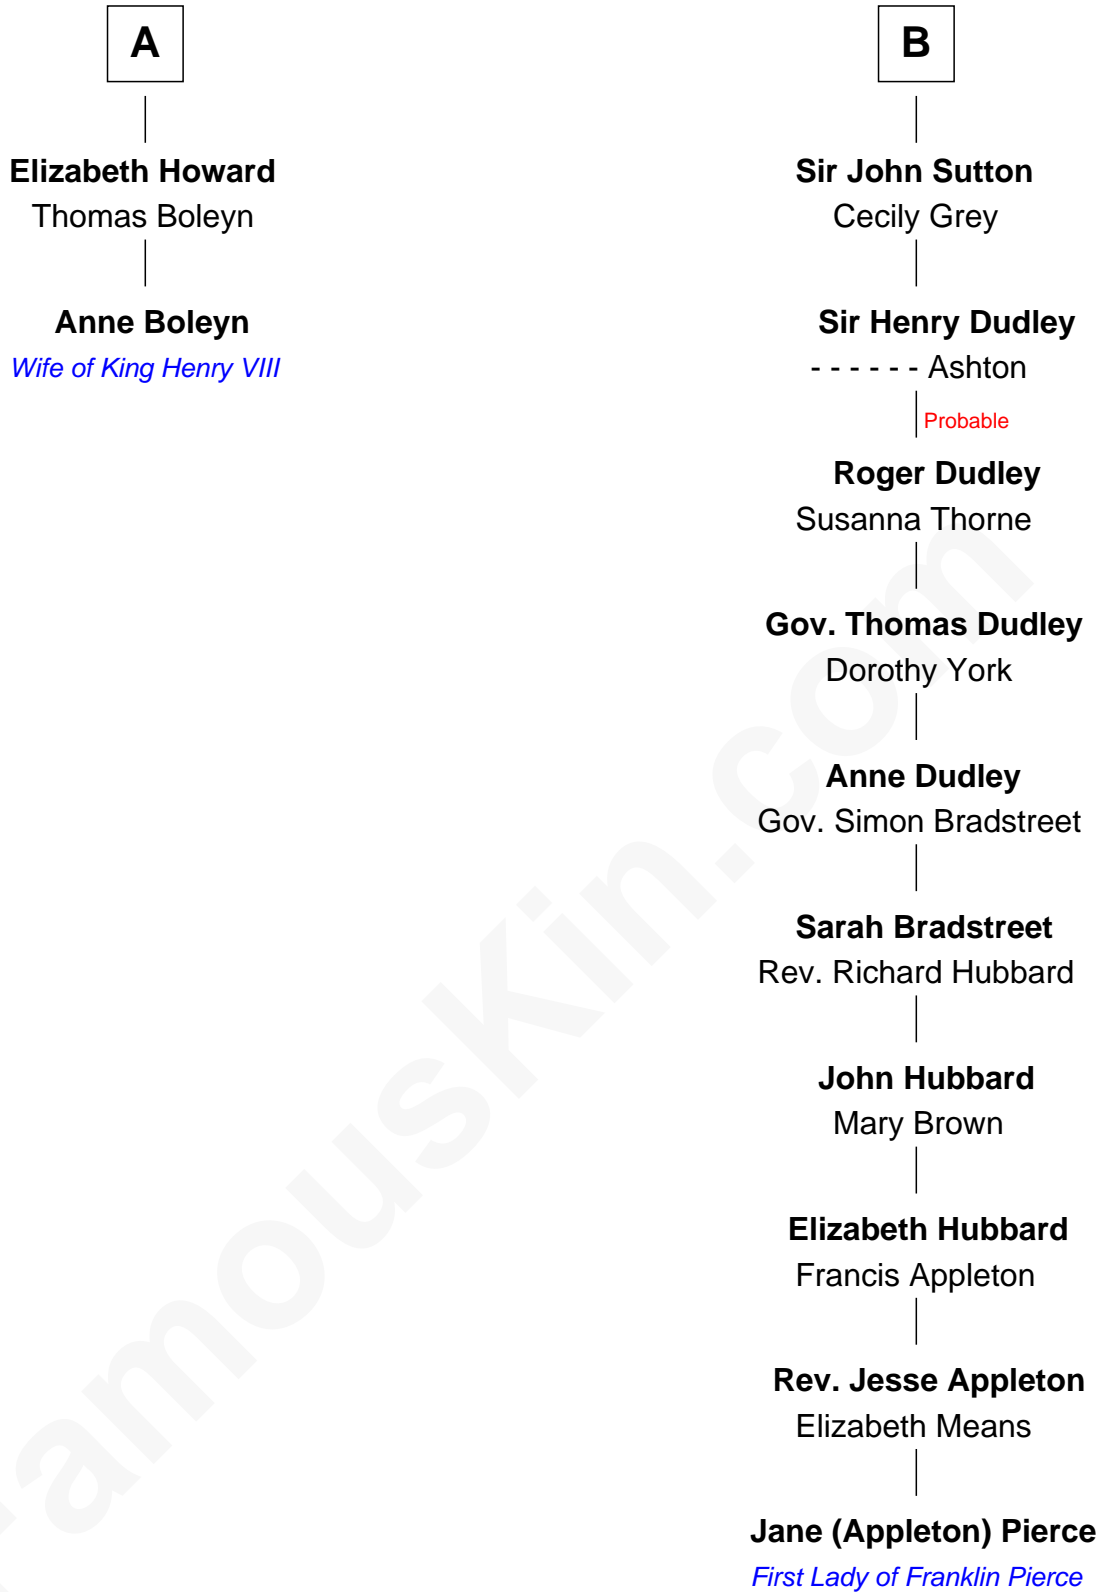 A
Elizabeth Howard
Thomas Boleyn
Anne Boleyn
Wife of King Henry VIII
B
Sir John Sutton
Cecily Grey
Sir Henry Dudley
- - - - - - Ashton
Probable
Roger Dudley
Susanna Thorne
Gov. Thomas Dudley
Dorothy York
Anne Dudley
Gov. Simon Bradstreet
Sarah Bradstreet
Rev. Richard Hubbard
John Hubbard
Mary Brown
Elizabeth Hubbard
Francis Appleton
Rev. Jesse Appleton
Elizabeth Means
Jane (Appleton) Pierce
First Lady of Franklin Pierce
FamousKin.com